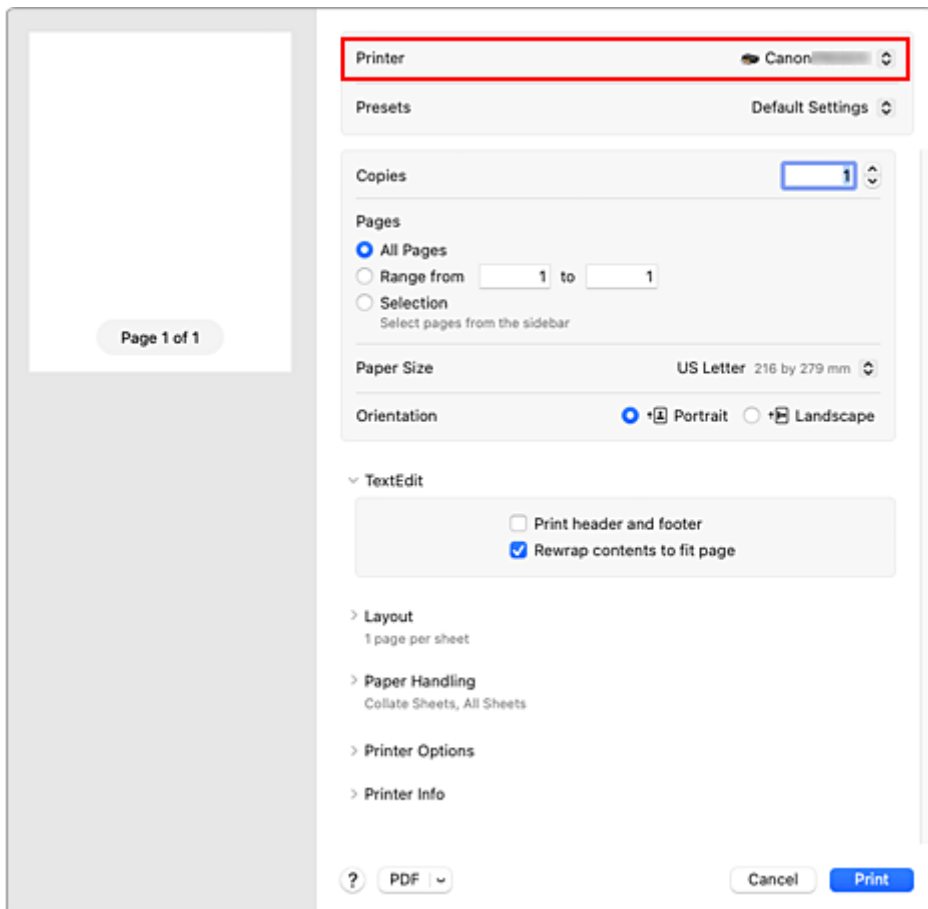 Printer Canon
Presets Default Settings
Copies 1
Pages
All Pages
Range from 1 to 1
Selection
Select pages from the sidebar
Page 1 of 1
Paper Size US Letter 216 by 279 mm
Orientation Portrait Landscape
TextEdit
Print header and footer
Rewrap contents to fit page
Layout
1 page per sheet
Paper Handling
Collate Sheets, All Sheets
Printer Options
Printer Info
? PDF Cancel Print